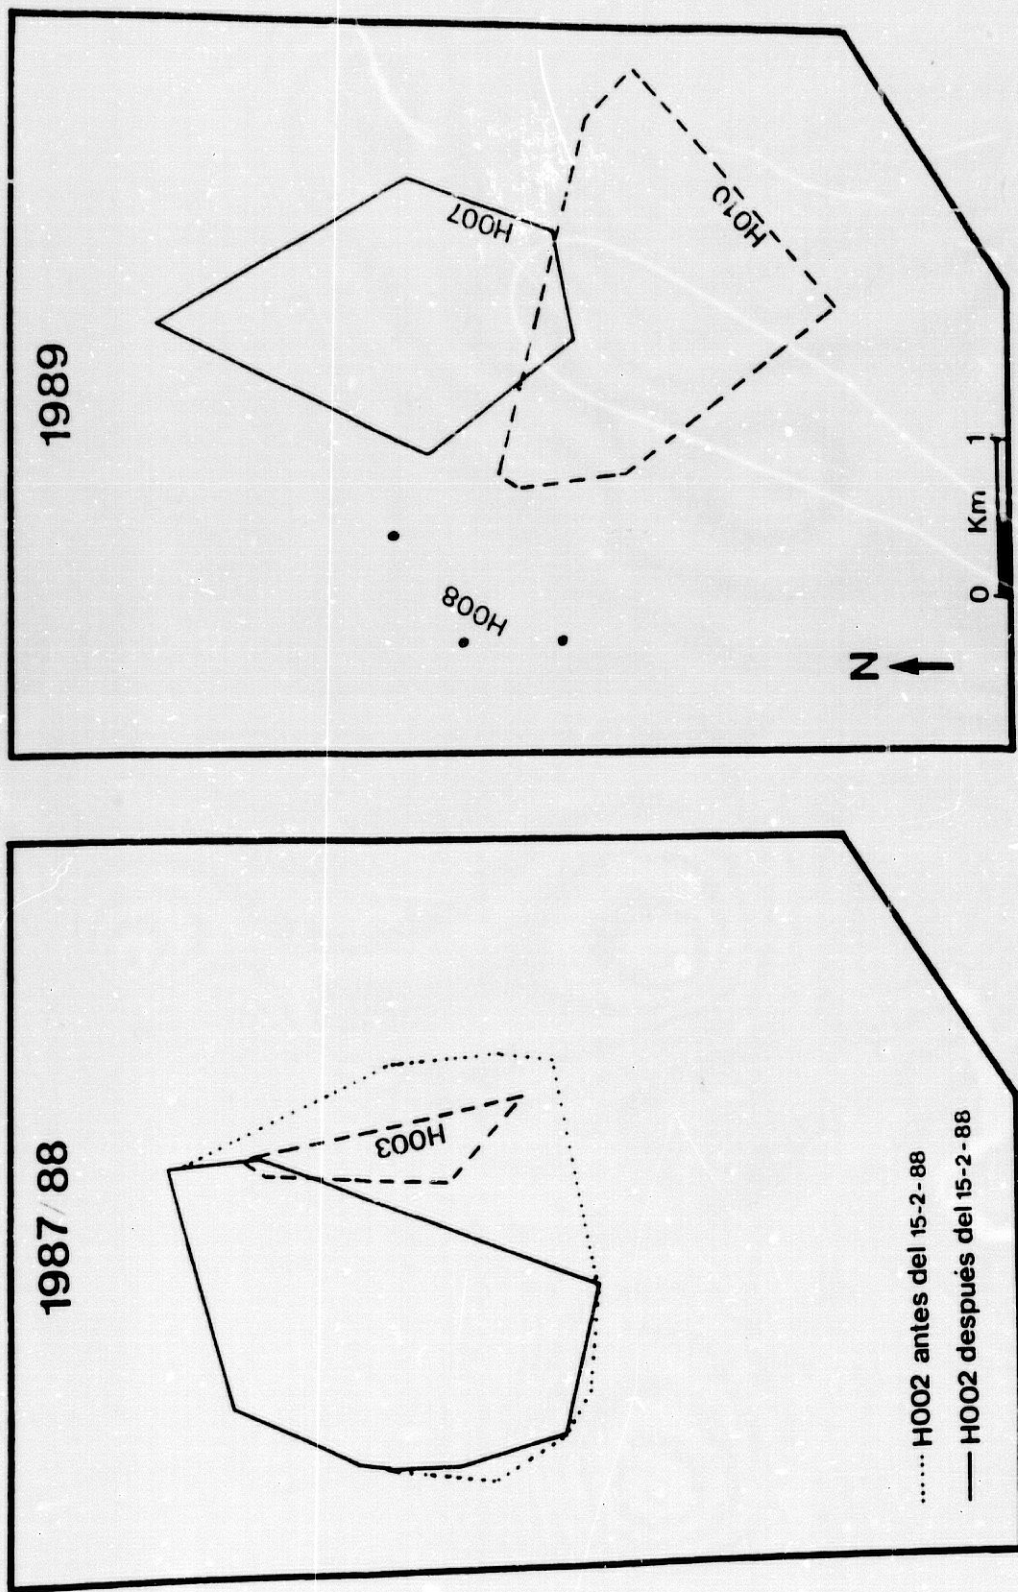 1987/88
H003
...... H002 antes del 15-2-88
—— H002 después del 15-2-88
1989
H007
H010
H008
N
0 Km 1